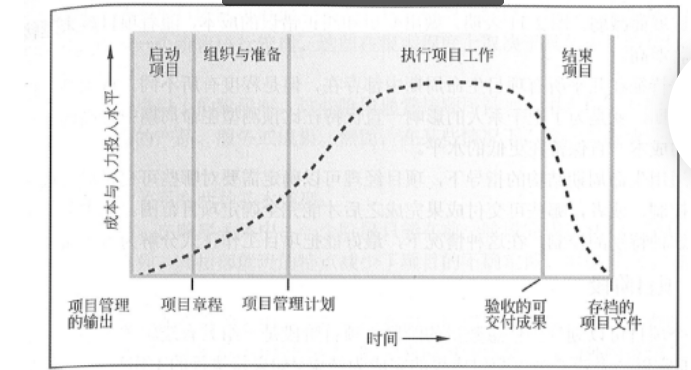 启动
项目
组织与准备
执行项目工作
结束
项目
成本与人力投入水平
项目管理
的输出
项目章程
项目管理计划
验收的可
交付成果
存档的
项目文件
时间